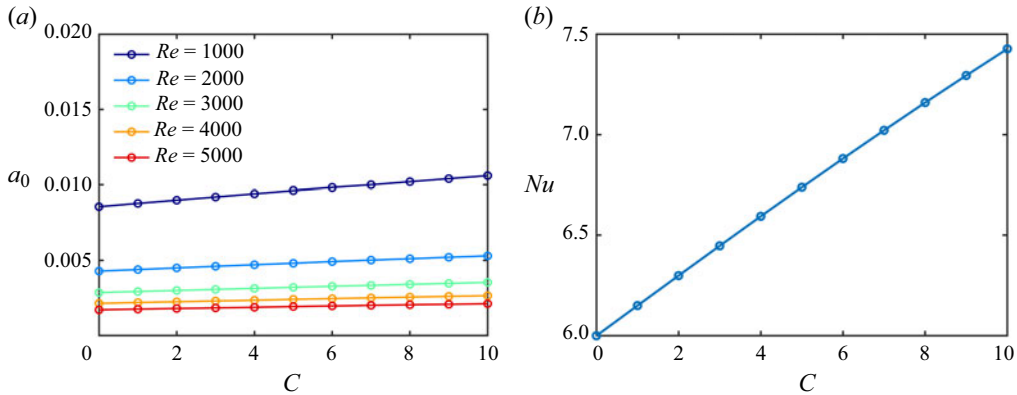 (a)
0.020
0.015
0.010
0.005
a0
Re = 1000
Re = 2000
Re = 3000
Re = 4000
Re = 5000
0 2 4 6 8 10
C
(b)
7.5
7.0
6.5
6.0
Nu
0 2 4 6 8 10
C